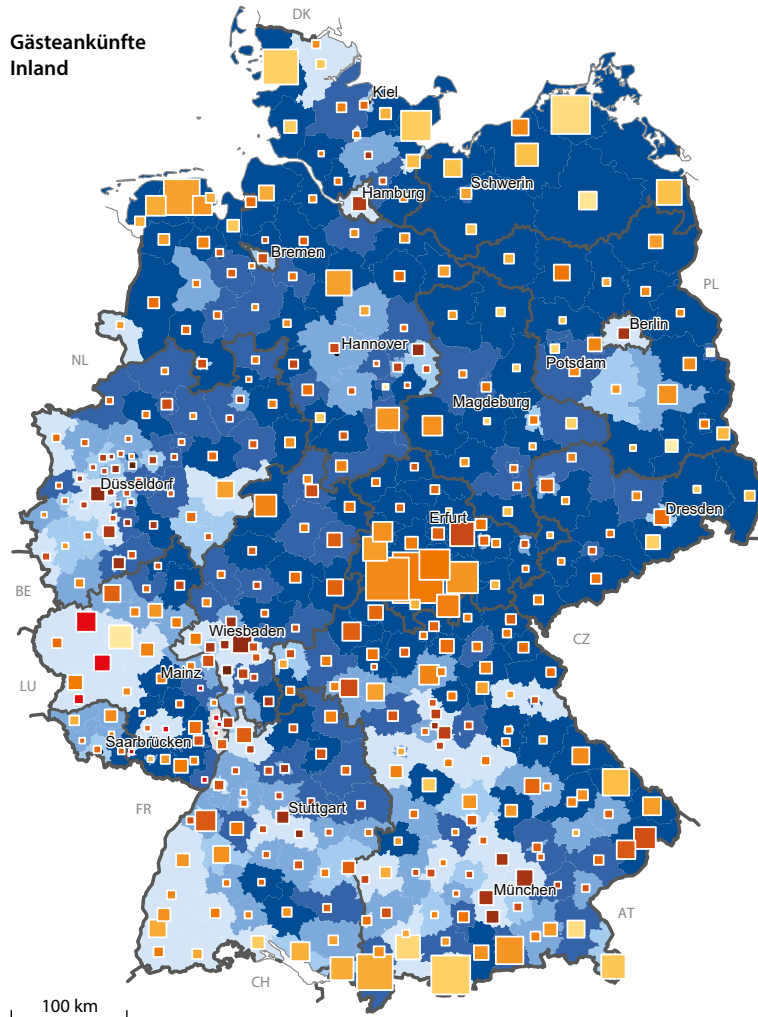 DK
Gästeankünfte
Inland
Kiel
Schwerin
Hamburg
Bremen
PL
Berlin
Hannover
NL
Potsdam
Magdeburg
Düsseldorf
Dresden
Erfurt
BE
Wiesbaden
CZ
Mainz
LU
Saarbrücken
FR
Stuttgart
München
AT
CH
100 km